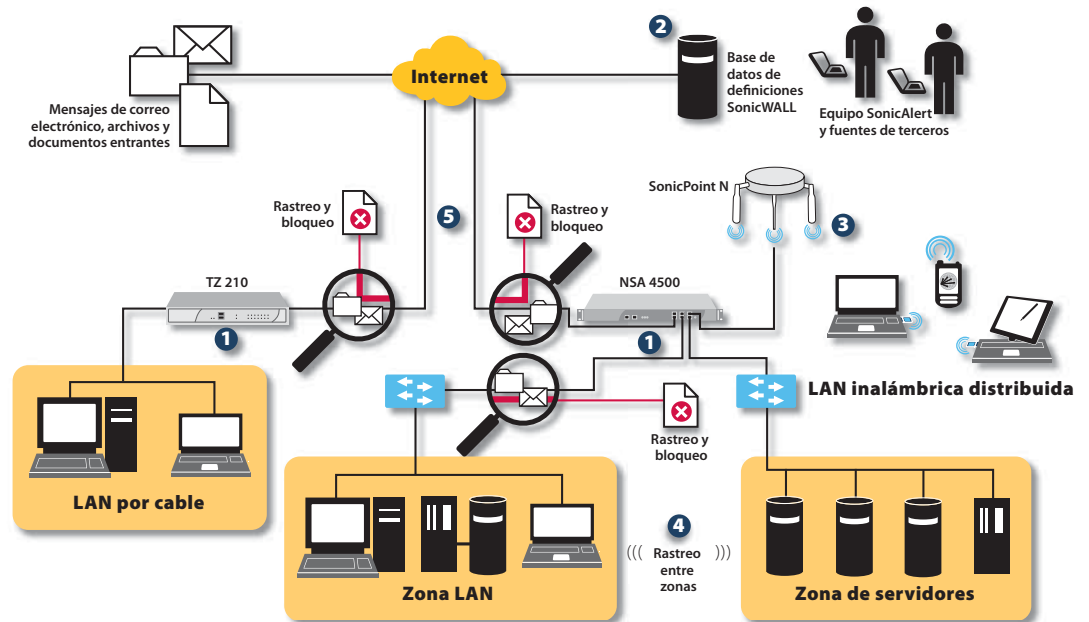 Internet
2
Base de
datos de
definiciones
SonicWALL
Mensajes de correo
electrónico, archivos y
documentos entrantes
Equipo SonicAlert
y fuentes de terceros
SonicPoint N
3
Rastreo y
bloqueo
5
Rastreo y
bloqueo
TZ 210
1
NSA 4500
1
LAN inalámbrica distribuida
Rastreo y
bloqueo
LAN por cable
Zona LAN
4
((( Rastreo )))
entre
zonas
Zona de servidores